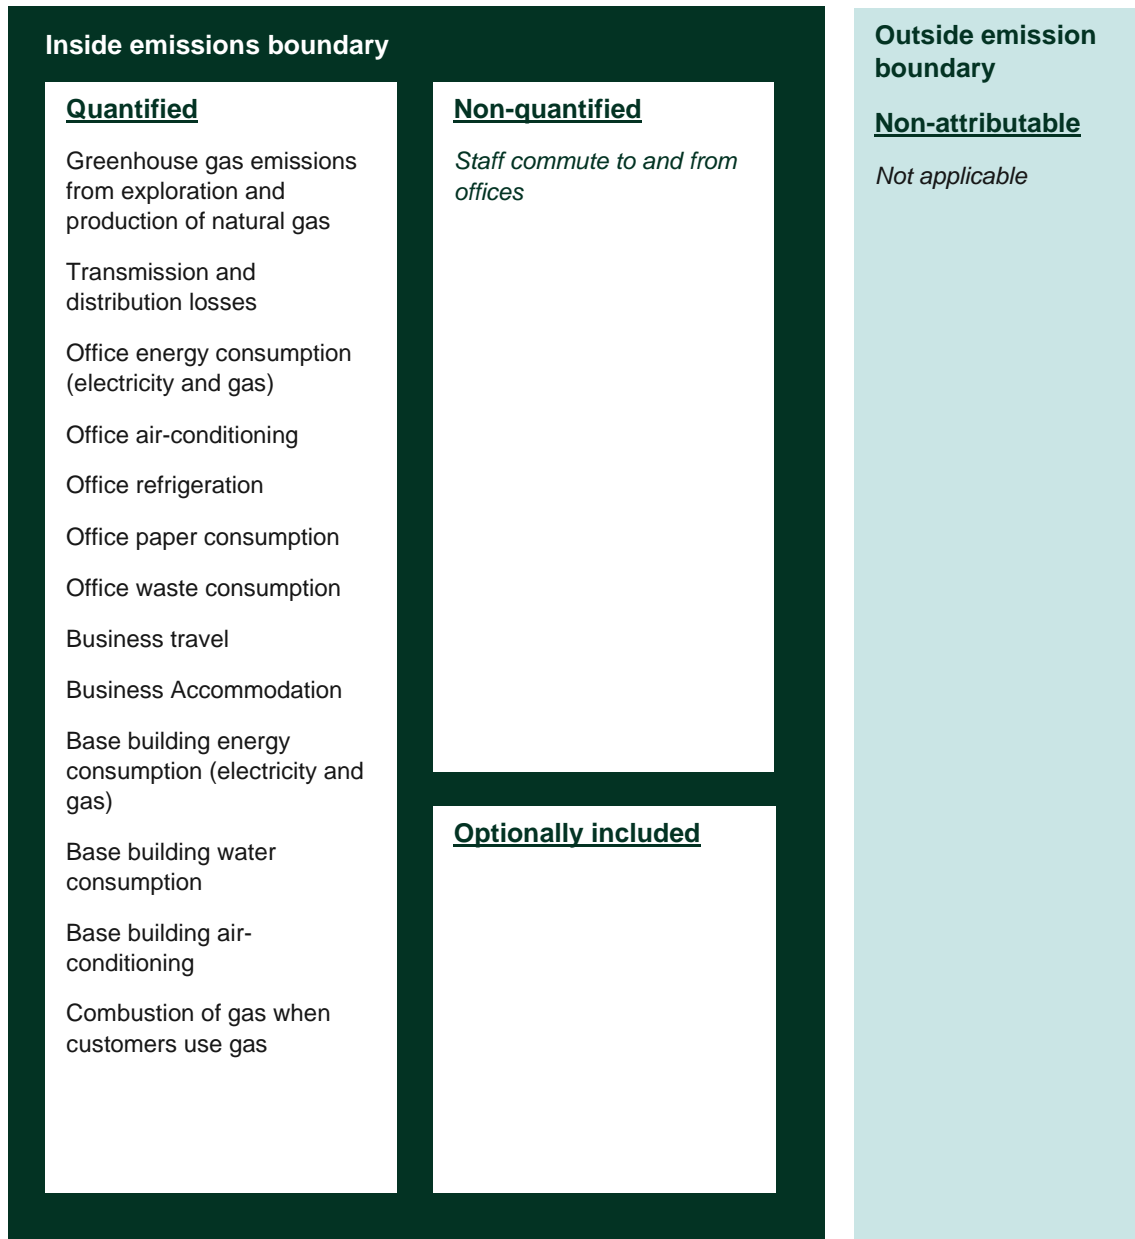 Inside emissions boundary
Quantified
Greenhouse gas emissions
from exploration and
production of natural gas
Transmission and
distribution losses
Office energy consumption
(electricity and gas)
Office air-conditioning
Office refrigeration
Office paper consumption
Office waste consumption
Business travel
Business Accommodation
Base building energy
consumption (electricity and
gas)
Base building water
consumption
Base building air-
conditioning
Combustion of gas when
customers use gas
Non-quantified
Staff commute to and from
offices
Optionally included
Outside emission
boundary
Non-attributable
Not applicable